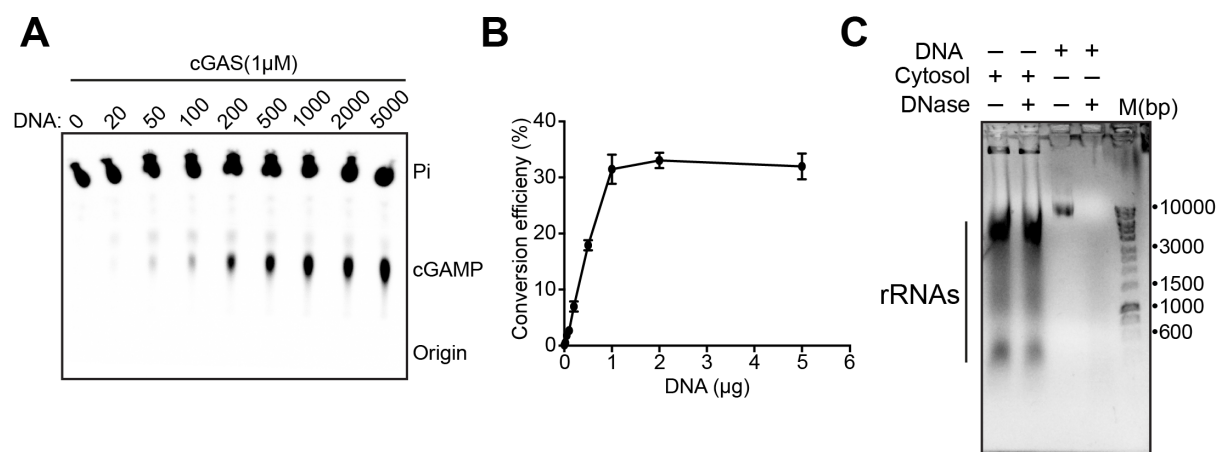 A
cGAS(1μM)
DNA: 0 20 50 100 200 500 1000 2000 5000
Pi
cGAMP
Origin
B
Conversion efficieny (%)
40
30
20
10
0
0 1 2 3 4 5 6
DNA (μg)
C
DNA – – + +
Cytosol + + – –
DNase – + – + M(bp)
rRNAs
•10000
•3000
•1500
•1000
•600